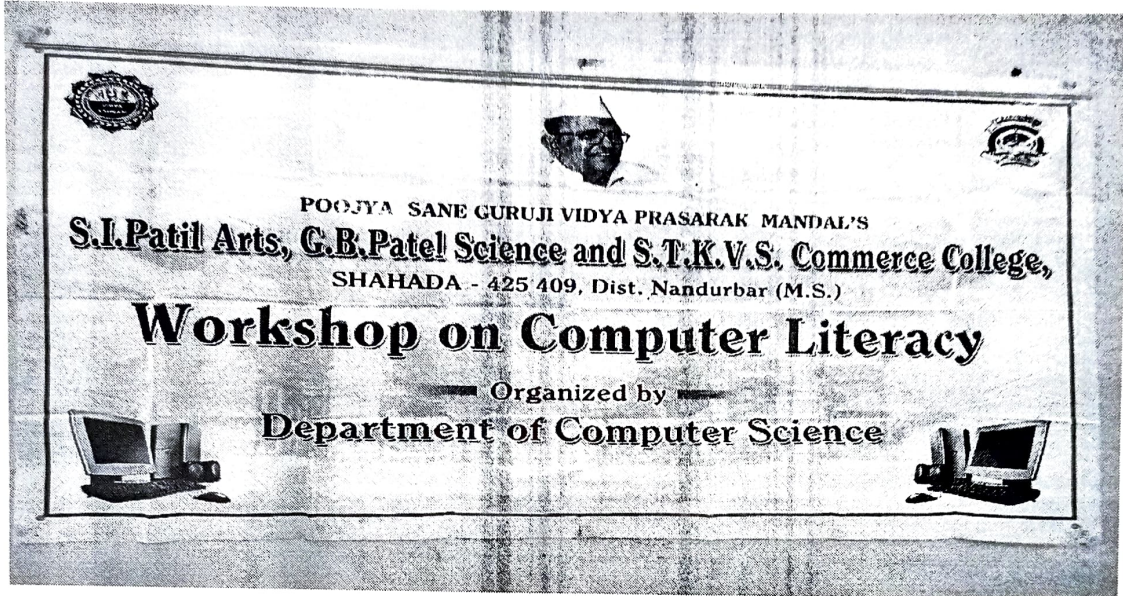 POOJYA SANE GURUJI VIDYA PRASARAK MANDAL'S
S.I.Patil Arts, G.B.Patel Science and S.T.K.V.S. Commerce College,
SHAHADA - 425 409, Dist. Nandurbar (M.S.)
Workshop on Computer Literacy
Organized by
Department of Computer Science